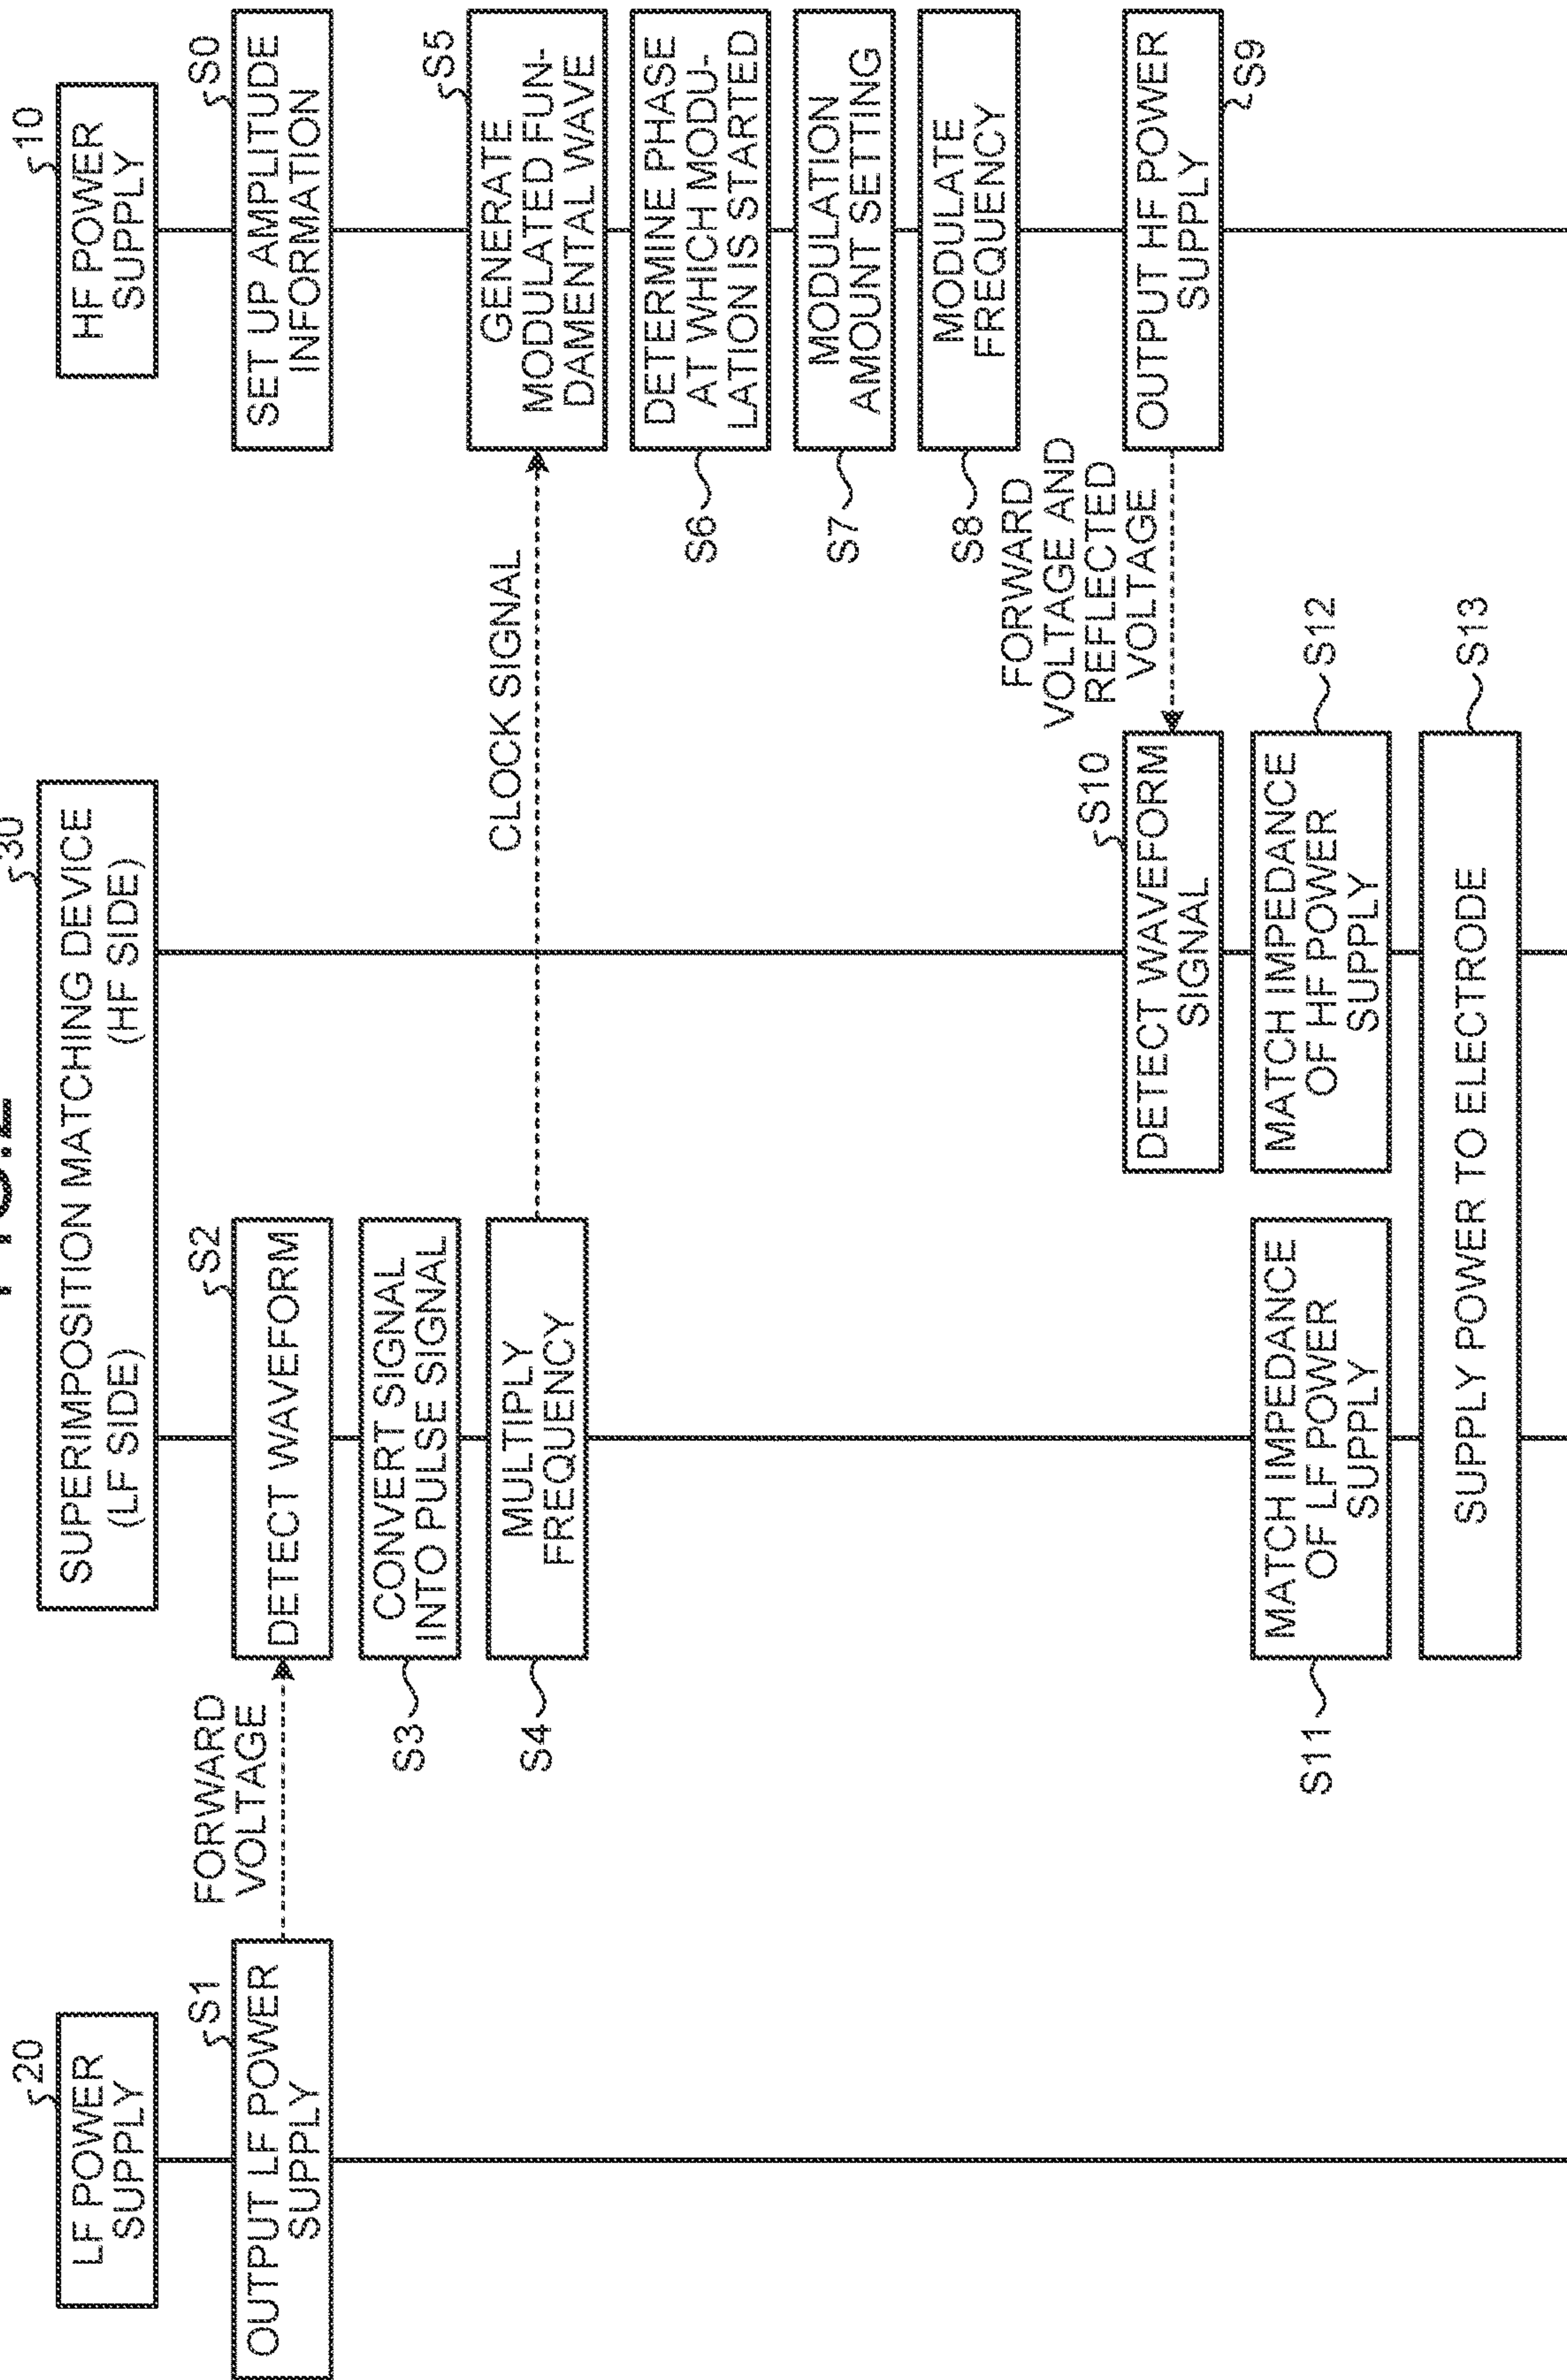 FIG.2
20
LF POWER
SUPPLY
30
SUPERIMPOSITION MATCHING DEVICE
(LF SIDE) (HF SIDE)
10
HF POWER
SUPPLY
S0
SET UP AMPLITUDE
INFORMATION
S1
OUTPUT LF POWER
SUPPLY
FORWARD
VOLTAGE
S2
DETECT WAVEFORM
S3
CONVERT SIGNAL
INTO PULSE SIGNAL
S4
MULTIPLY
FREQUENCY
CLOCK SIGNAL
S5
GENERATE
MODULATED FUN-
DAMENTAL WAVE
S6
DETERMINE PHASE
AT WHICH MODU-
LATION IS STARTED
S7
MODULATION
AMOUNT SETTING
S8
MODULATE
FREQUENCY
FORWARD
VOLTAGE AND
REFLECTED
VOLTAGE
OUTPUT HF POWER
SUPPLY
S9
S10
DETECT WAVEFORM
SIGNAL
S11
MATCH IMPEDANCE
OF LF POWER
SUPPLY
MATCH IMPEDANCE
OF HF POWER
SUPPLY
S12
SUPPLY POWER TO ELECTRODE
S13